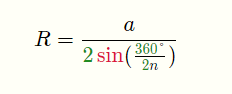 R = a / (2 sin(360° / 2n))